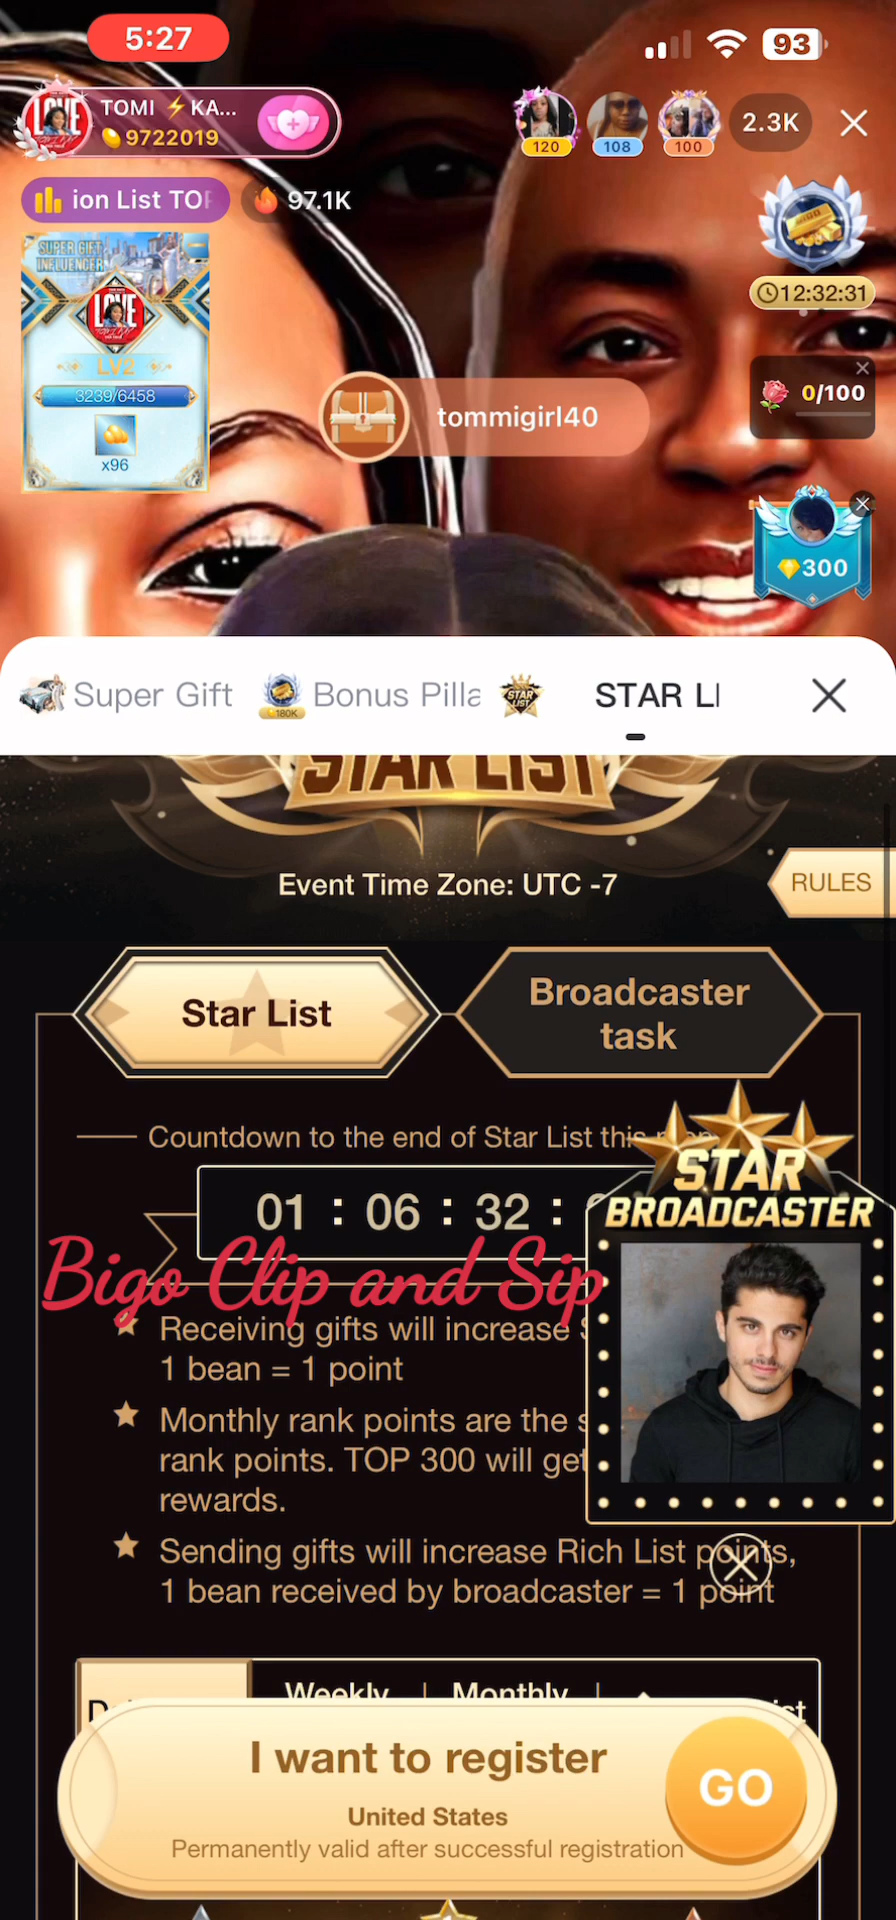 5:27
93
TOMI ⚡KA...
9722019
120
108
100
2.3K
ion List TOP
97.1K
SUPER GIFT
INFLUENCER
LOVE
LV2
3239/6458
x96
12:32:31
0/100
tommigirl40
300
Super Gift
180K
Bonus Pilla
STAR LIST
STAR LI
STAR LIST
Event Time Zone: UTC -7
RULES
Star List
Broadcaster
task
Countdown to the end of Star List this
01 : 06 : 32 :
STAR
BROADCASTER
Bigo Clip and Sip
Receiving gifts will increase
1 bean = 1 point
Monthly rank points are the
rank points. TOP 300 will get
rewards.
Sending gifts will increase Rich List points,
1 bean received by broadcaster = 1 point
Weekly | Monthly |
I want to register
GO
United States
Permanently valid after successful registration